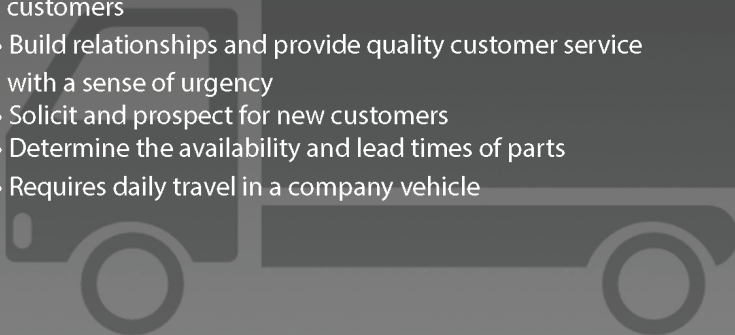 customers
• Build relationships and provide quality customer service
with a sense of urgency
• Solicit and prospect for new customers
• Determine the availability and lead times of parts
• Requires daily travel in a company vehicle